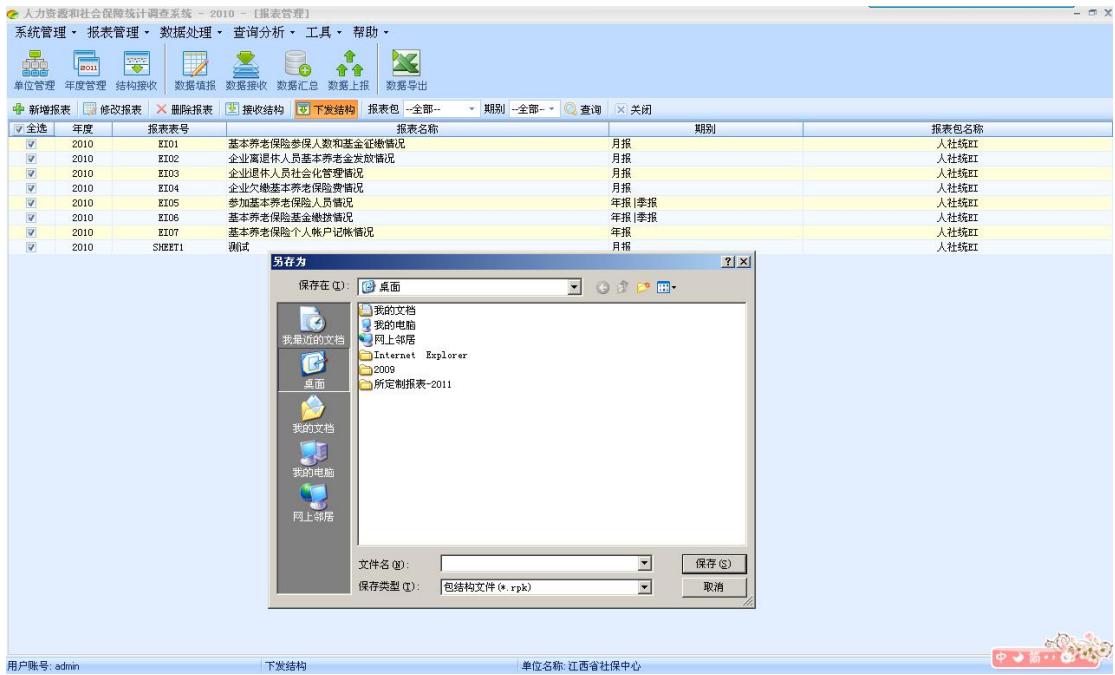 人力资源和社会保障统计调查系统 - 2010 - [报表管理]
系统管理 报表管理 数据处理 查询分析 工具 帮助
2011
单位管理 年度管理 结构接收 数据填报 数据接收 数据汇总 数据上报 数据导出
新增报表 修改报表 删除报表 接收结构 下发结构 报表包 --全部-- 期别 --全部-- 查询 关闭
全选 年度 报表表号 报表名称 期别 报表包名称
2010 EI01 基本养老保险参保人数和基金征缴情况 月报 人社统EI
2010 EI02 企业离退休人员基本养老金发放情况 月报 人社统EI
2010 EI03 企业退休人员社会化管理情况 月报 人社统EI
2010 EI04 企业欠缴基本养老保险费情况 月报 人社统EI
2010 EI05 参加基本养老保险人员情况 年报|季报 人社统EI
2010 EI06 基本养老保险基金缴拨情况 年报|季报 人社统EI
2010 EI07 基本养老保险个人帐户记帐情况 年报 人社统EI
2010 SHEET1 测试 月报 人社统EI
另存为
保存在(I): 桌面
我的文档
我的电脑
网上邻居
Internet Explorer
2009
所定制报表-2011
我最近的文档
桌面
我的文档
我的电脑
网上邻居
文件名(N): 保存(S)
保存类型(T): 包结构文件(*.rpk) 取消
中 简
用户账号: admin 下发结构 单位名称: 江西省社保中心